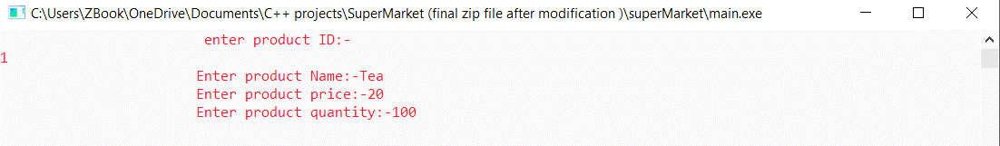 C:\Users\ZBook\OneDrive\Documents\C++ projects\SuperMarket (final zip file after modification )\superMarket\main.exe
enter product ID:-
1
Enter product Name:-Tea
Enter product price:-20
Enter product quantity:-100